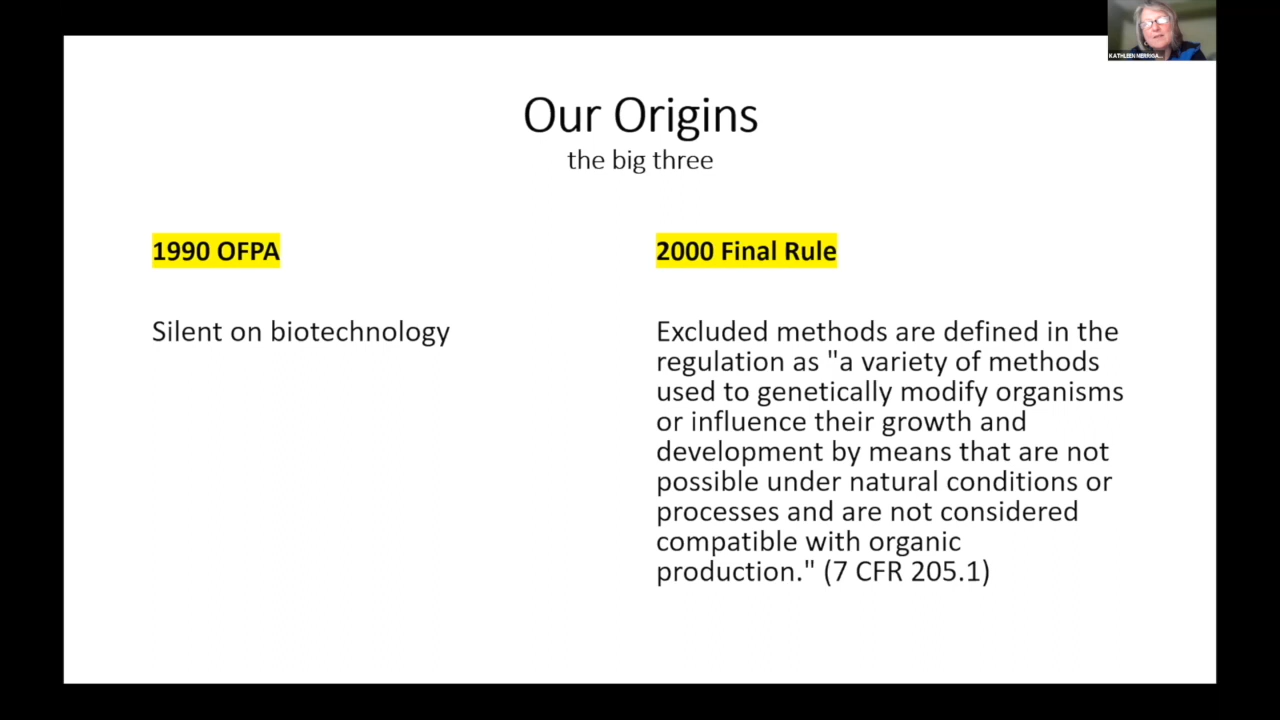 KATHLEEN MERRIGA...
Our Origins
the big three
1990 OFPA
Silent on biotechnology
2000 Final Rule
Excluded methods are defined in the
regulation as "a variety of methods
used to genetically modify organisms
or influence their growth and
development by means that are not
possible under natural conditions or
processes and are not considered
compatible with organic
production." (7 CFR 205.1)